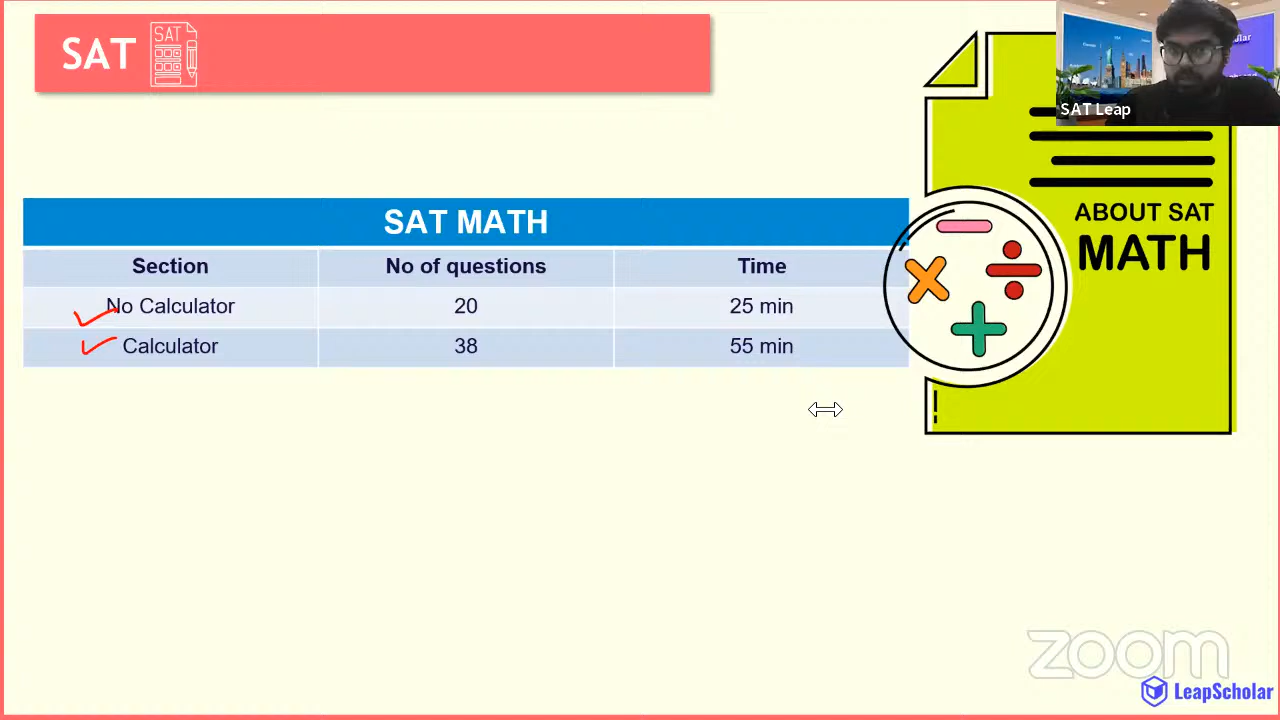 SAT
SAT
SAT Leap
ABOUT SAT
MATH
SAT MATH
Section No of questions Time
No Calculator 20 25 min
Calculator 38 55 min
zoom
LeapScholar